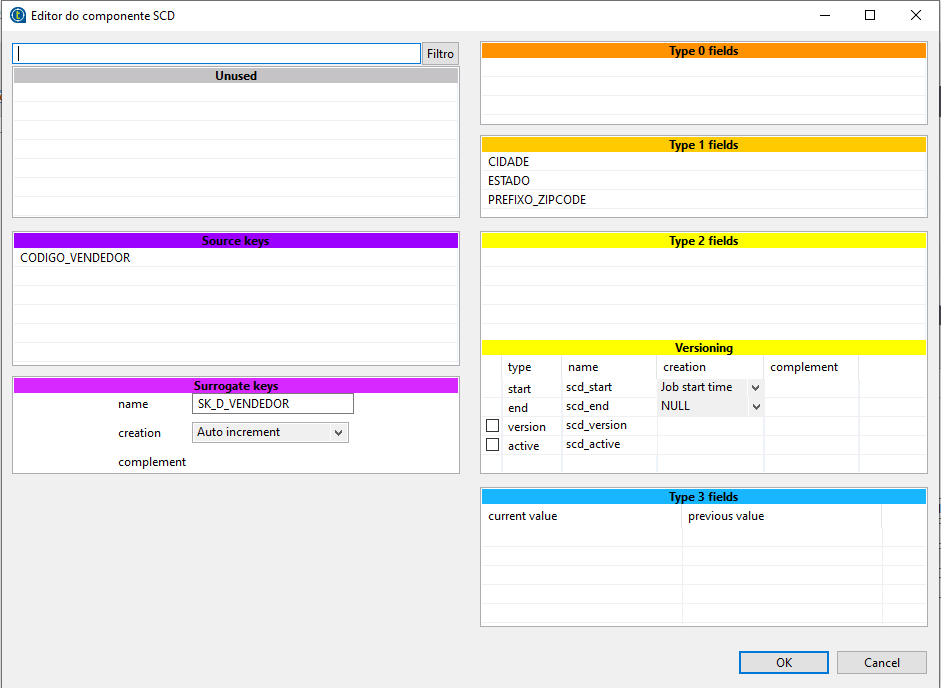 Editor do componente SCD
Filtro
Unused
Source keys
CODIGO_VENDEDOR
Surrogate keys
name SK_D_VENDEDOR
creation Auto increment
complement
Type 0 fields
Type 1 fields
CIDADE
ESTADO
PREFIXO_ZIPCODE
Type 2 fields
Versioning
type name creation complement
start scd_start Job start time
end scd_end NULL
version scd_version
active scd_active
Type 3 fields
current value previous value
OK Cancel